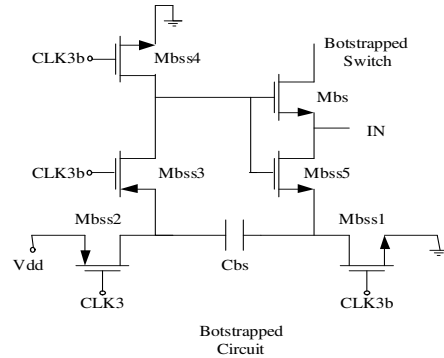 CLK3b
Mbss4
Botstrapped
Switch
Mbs
IN
CLK3b
Mbss3
Mbss5
Mbss2
Mbss1
Vdd
Cbs
CLK3
CLK3b
Botstrapped
Circuit